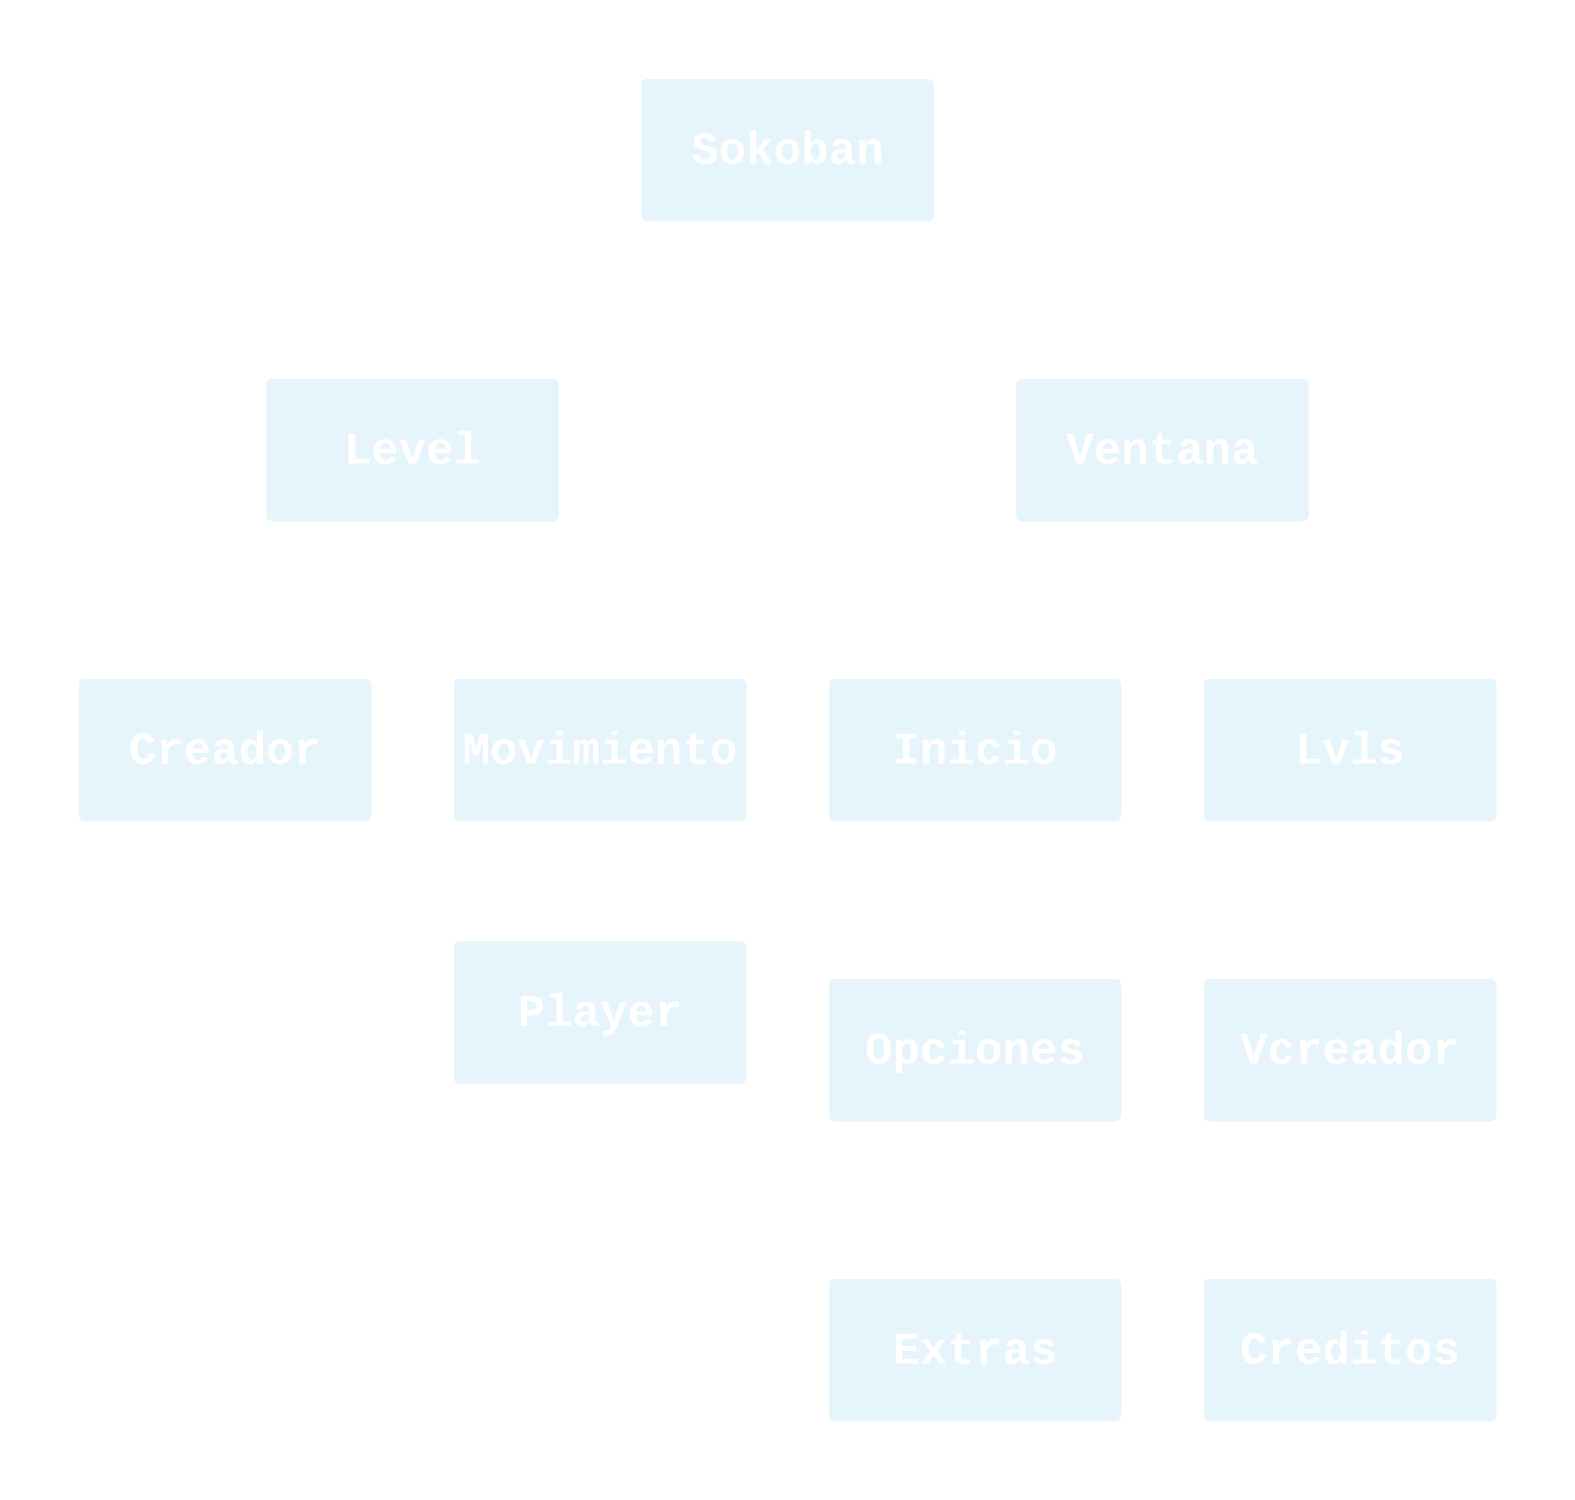 Sokoban
Level
Ventana
Creador
Movimiento
Inicio
Lvls
Player
Opciones
Vcreador
Extras
Creditos